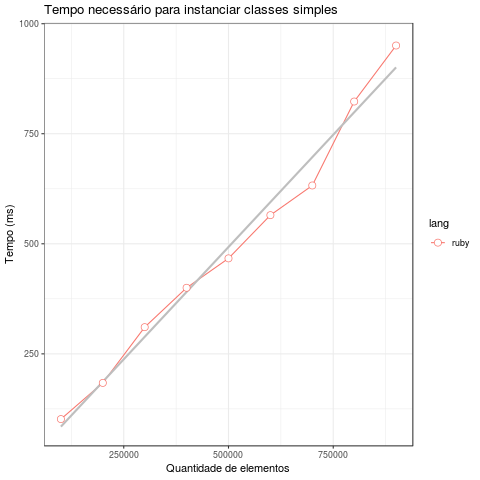 Tempo necessário para instanciar classes simples
1000
750
500
250
Tempo (ms)
250000
500000
750000
Quantidade de elementos
lang
ruby